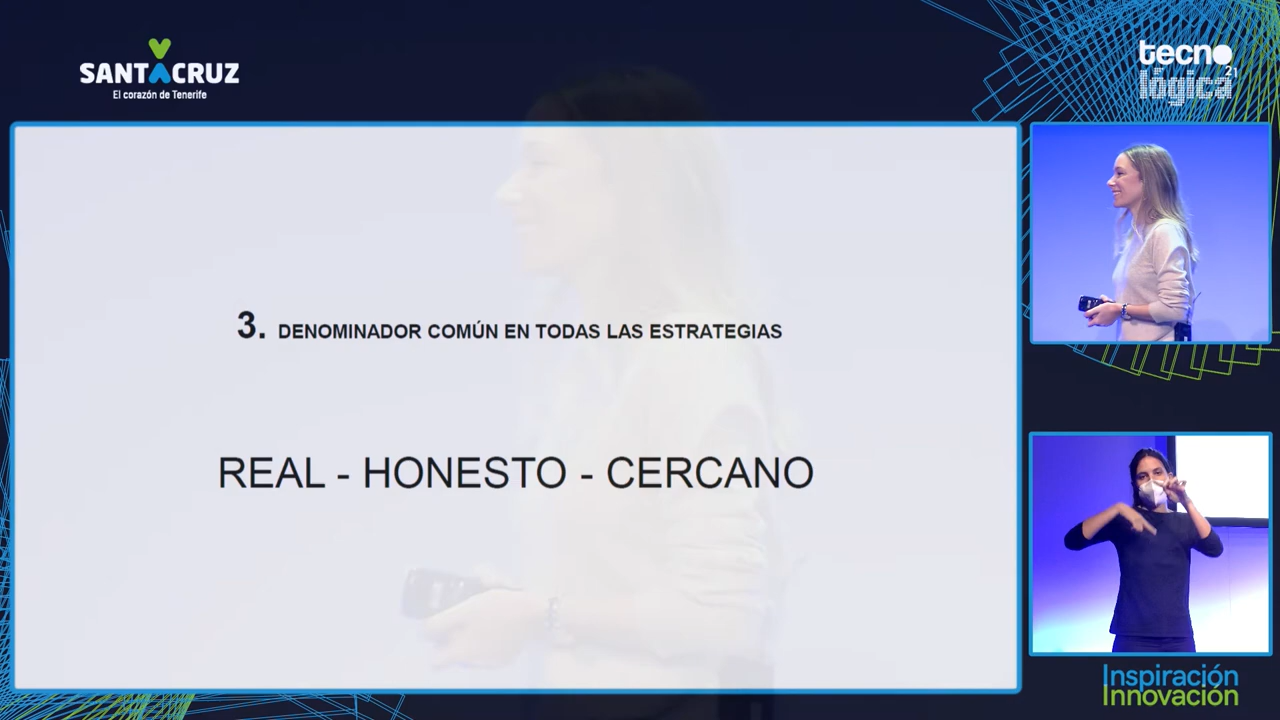 SANTACRUZ
El corazón de Tenerife
tecno
lógica
21
3. DENOMINADOR COMÚN EN TODAS LAS ESTRATEGIAS
REAL - HONESTO - CERCANO
Inspiración
Innovación